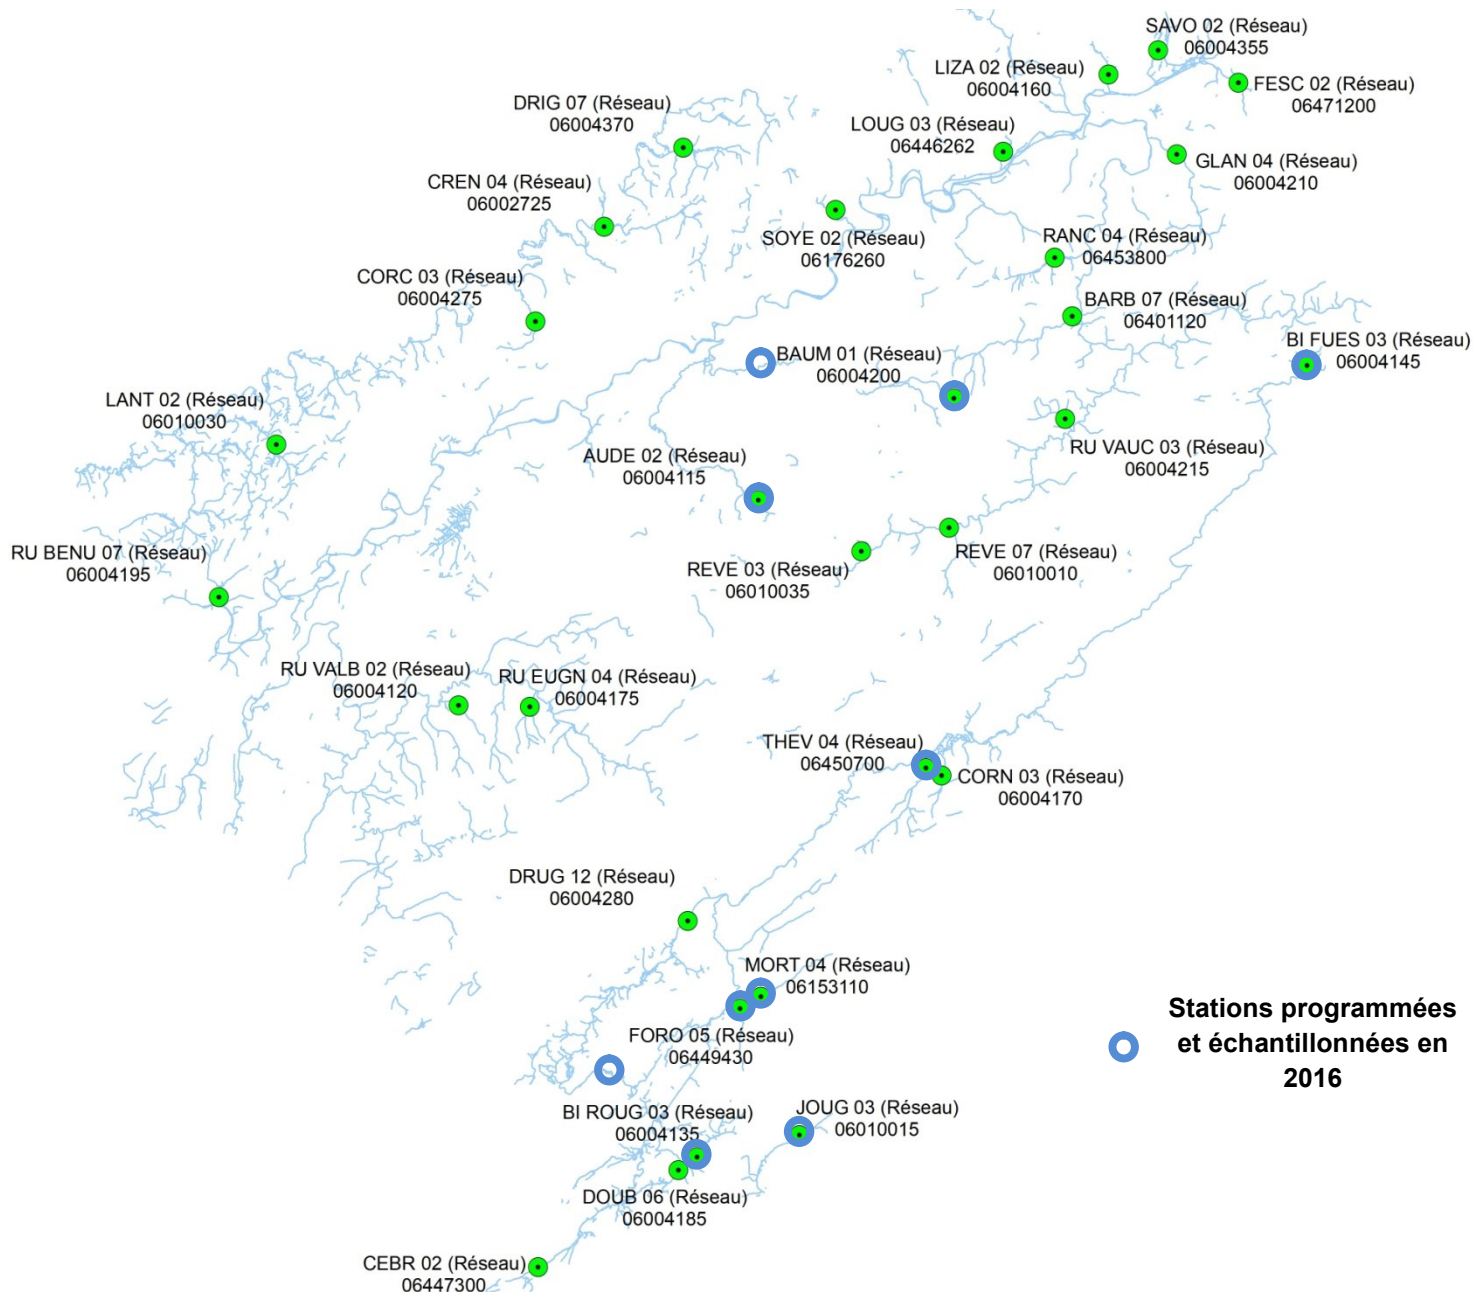 SAVO 02 (Réseau)
06004355
LIZA 02 (Réseau)
06004160
FESC 02 (Réseau)
06471200
DRIG 07 (Réseau)
06004370
LOUG 03 (Réseau)
06446262
GLAN 04 (Réseau)
06004210
CREN 04 (Réseau)
06002725
SOYE 02 (Réseau)
06176260
RANC 04 (Réseau)
06453800
CORC 03 (Réseau)
06004275
BARB 07 (Réseau)
06401120
BI FUES 03 (Réseau)
06004145
BAUM 01 (Réseau)
06004200
LANT 02 (Réseau)
06010030
RU VAUC 03 (Réseau)
06004215
AUDE 02 (Réseau)
06004115
RU BENU 07 (Réseau)
06004195
REVE 07 (Réseau)
06010010
REVE 03 (Réseau)
06010035
RU VALB 02 (Réseau)
06004120
RU EUGN 04 (Réseau)
06004175
THEV 04 (Réseau)
06450700
CORN 03 (Réseau)
06004170
DRUG 12 (Réseau)
06004280
MORT 04 (Réseau)
06153110
FORO 05 (Réseau)
06449430
Stations programmées
et échantillonnées en
2016
BI ROUG 03 (Réseau)
06004135
JOUG 03 (Réseau)
06010015
DOUB 06 (Réseau)
06004185
CEBR 02 (Réseau)
06447300